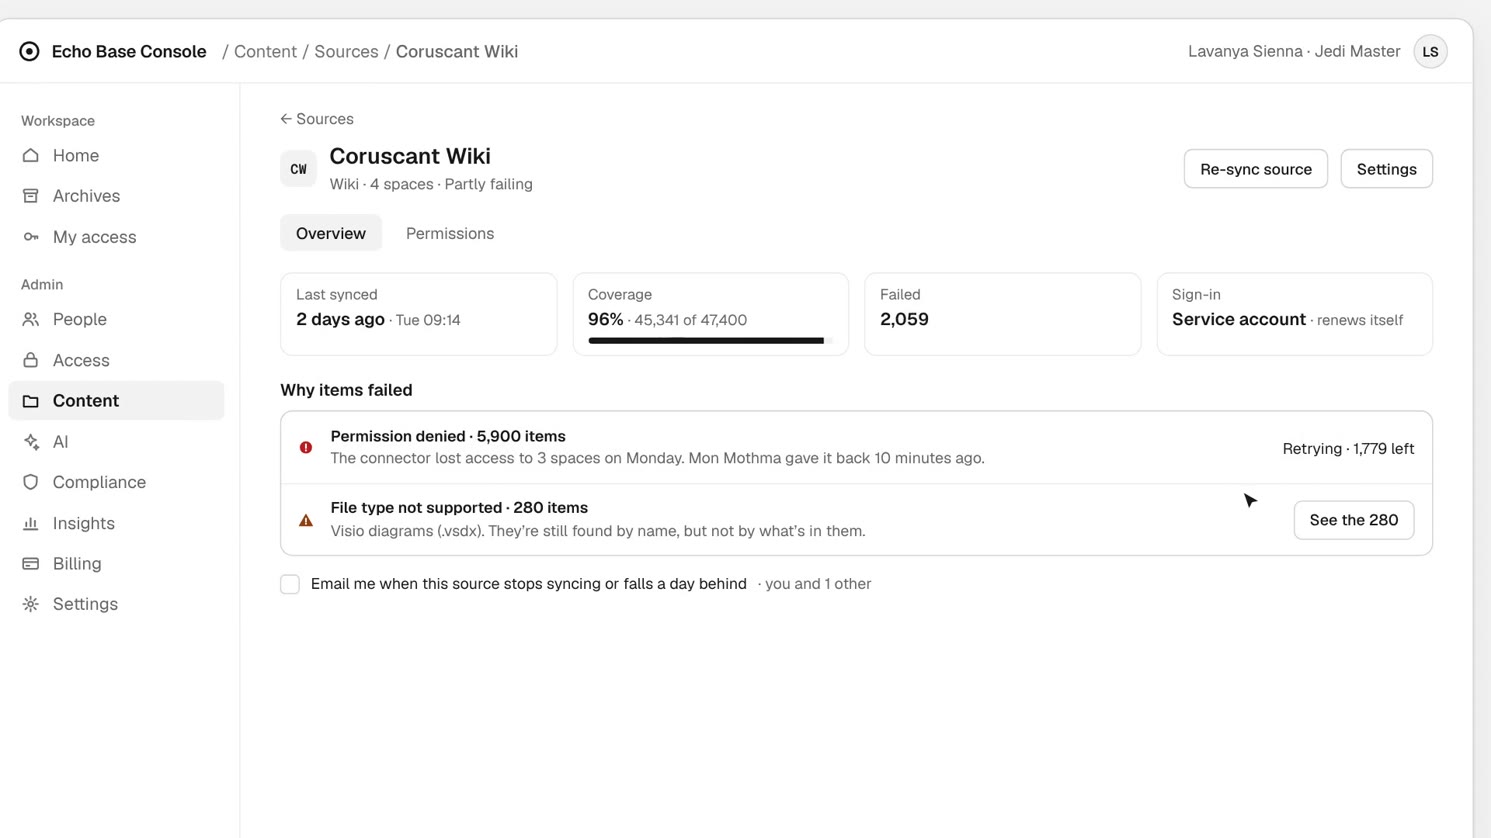 Echo Base Console / Content / Sources / Coruscant Wiki
Lavanya Sienna · Jedi Master LS
Workspace
Home
Archives
My access
Admin
People
Access
Content
AI
Compliance
Insights
Billing
Settings
← Sources
CW
Coruscant Wiki
Wiki · 4 spaces · Partly failing
Re-sync source
Settings
Overview
Permissions
Last synced
2 days ago · Tue 09:14
Coverage
96% · 45,341 of 47,400
Failed
2,059
Sign-in
Service account · renews itself
Why items failed
Permission denied · 5,900 items
The connector lost access to 3 spaces on Monday. Mon Mothma gave it back 10 minutes ago.
Retrying · 1,779 left
File type not supported · 280 items
Visio diagrams (.vsdx). They’re still found by name, but not by what’s in them.
See the 280
Email me when this source stops syncing or falls a day behind · you and 1 other